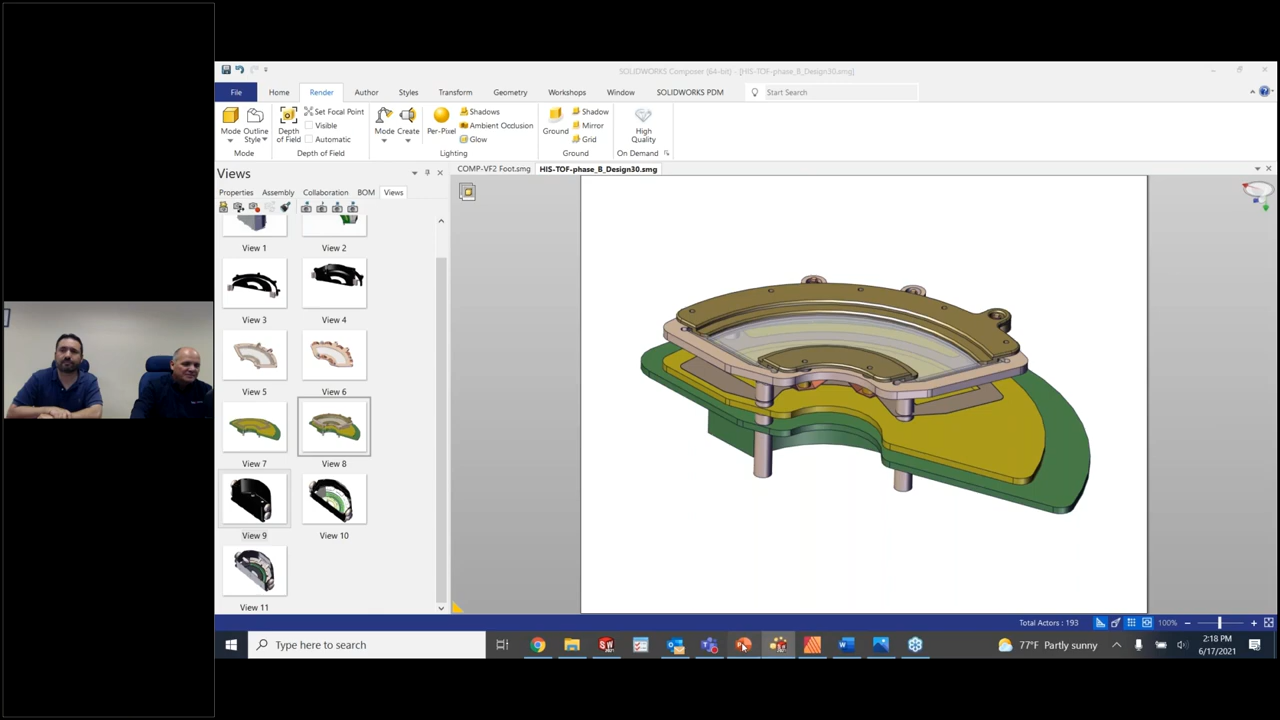 SOLIDWORKS Composer (64-bit) - [HIS-TOF-phase_B_Design30.smg]
File Home Render Author Styles Transform Geometry Workshops Window SOLIDWORKS PDM Start Search
Mode Outline Style Depth of Field Set Focal Point Visible Automatic Mode Create Per-Pixel Shadows Ambient Occlusion Glow Ground Shadow Mirror Grid High Quality
Mode Depth of Field Lighting Ground On Demand
Views
COMP-VF2 Foot.smg HIS-TOF-phase_B_Design30.smg
Properties Assembly Collaboration BOM Views
View 1 View 2
View 3 View 4
View 5 View 6
View 7 View 8
View 9 View 10
View 11
Total Actors : 193 100%
Type here to search
77°F Partly sunny
2:18 PM
6/17/2021